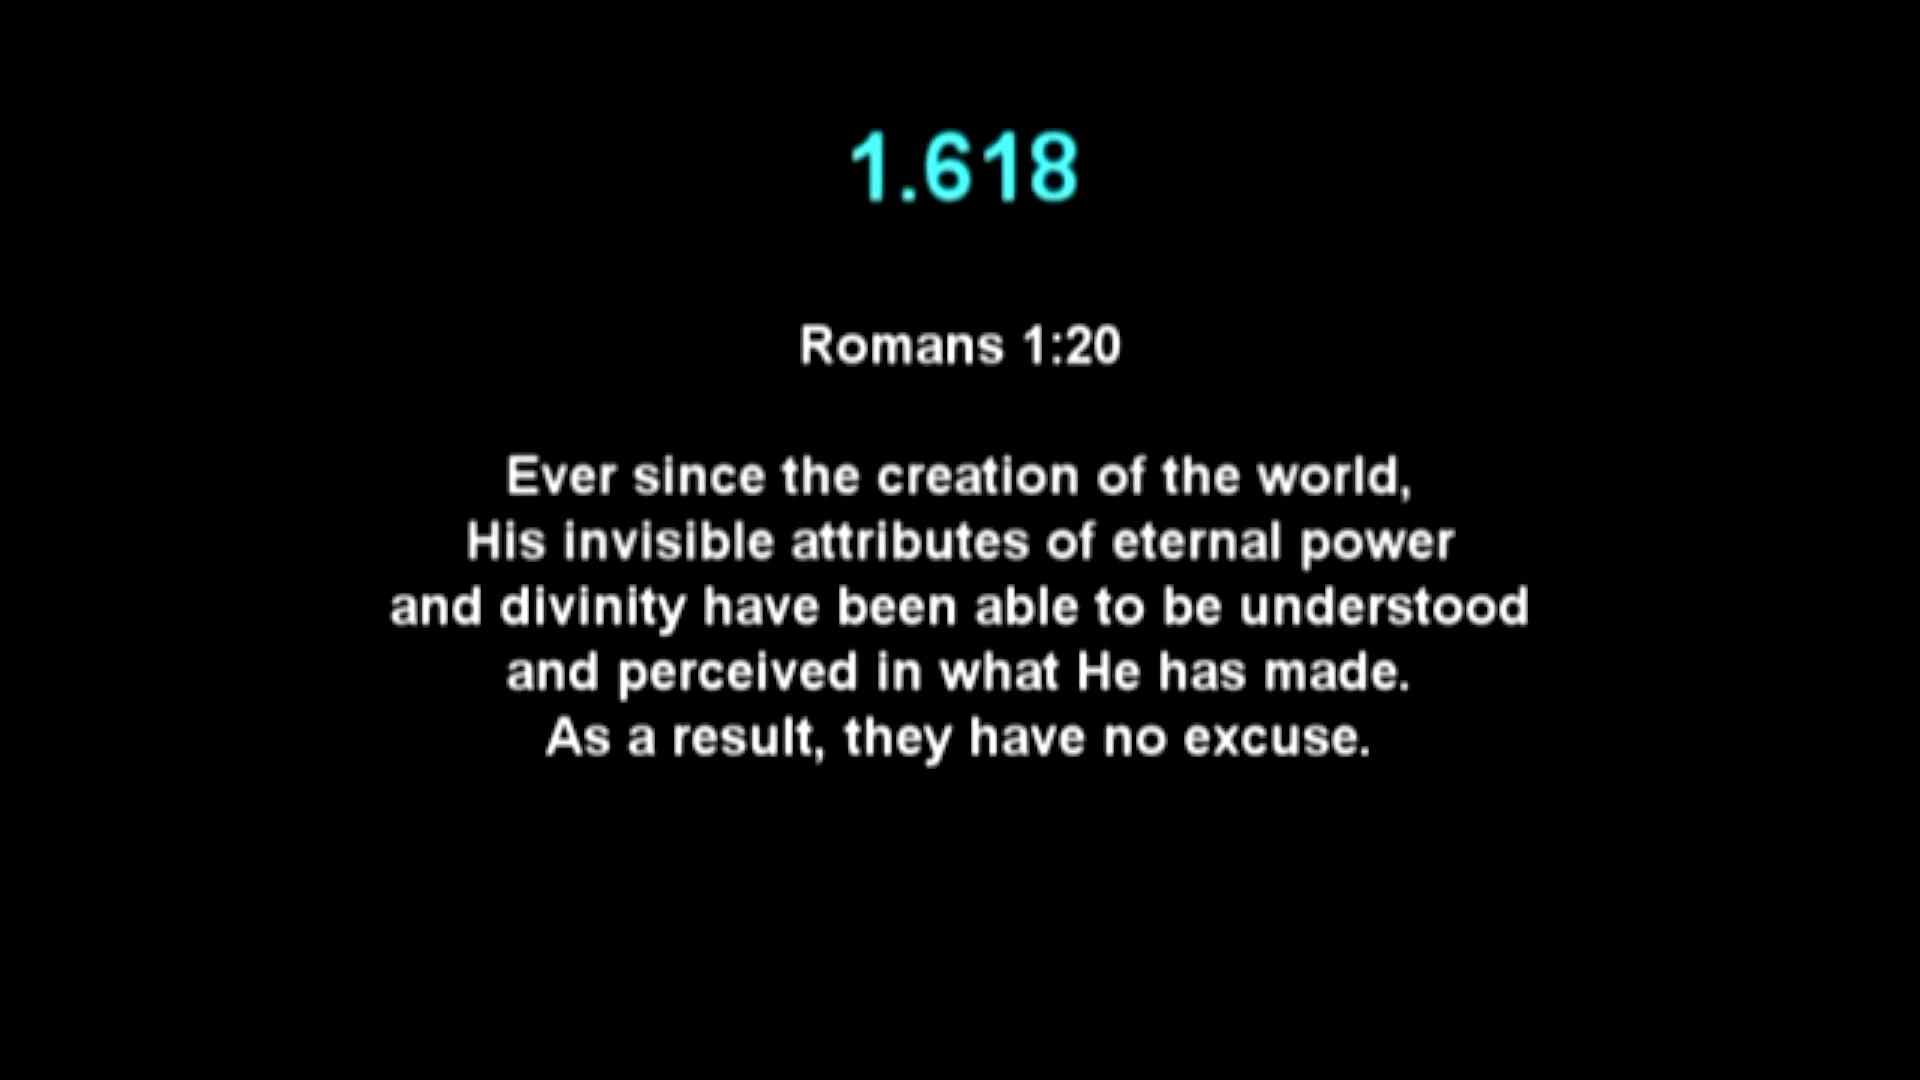 1.618
Romans 1:20
Ever since the creation of the world,
His invisible attributes of eternal power
and divinity have been able to be understood
and perceived in what He has made.
As a result, they have no excuse.